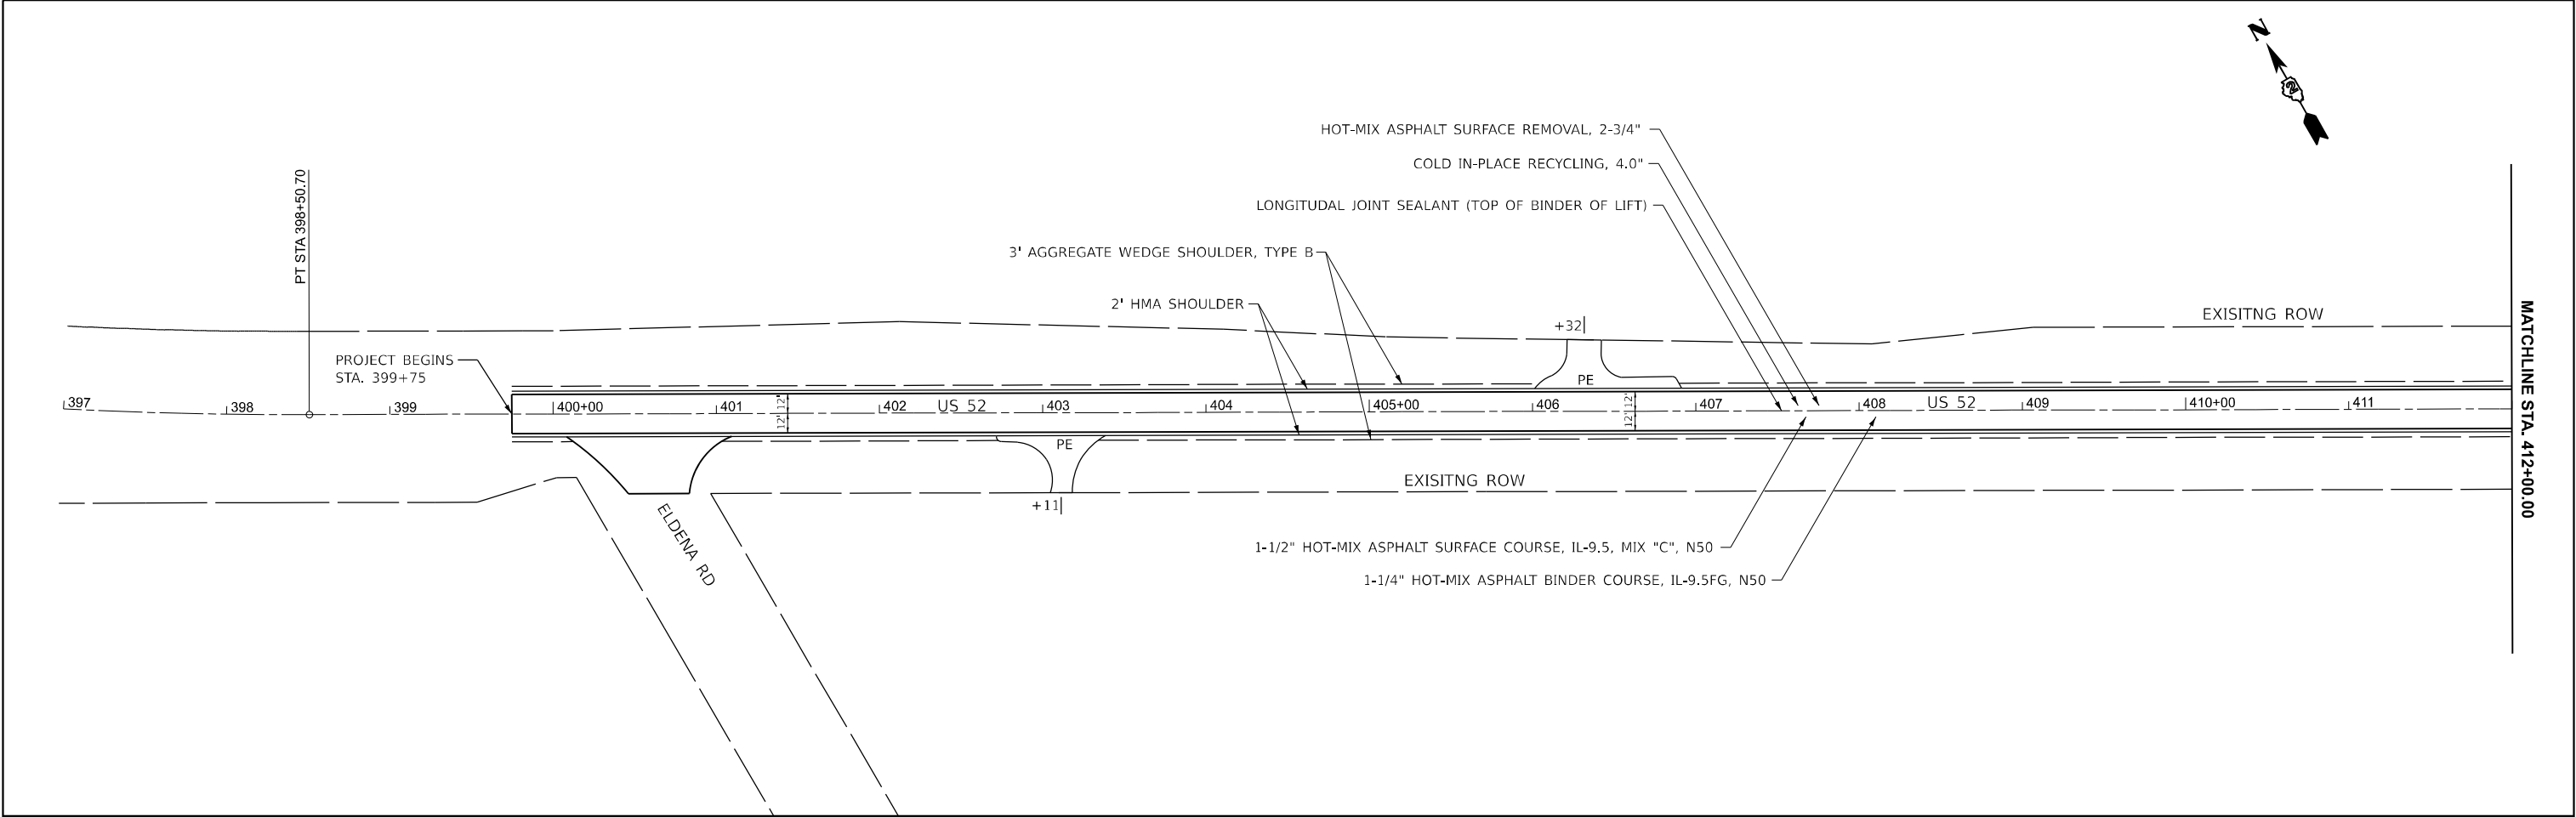 N
2
HOT-MIX ASPHALT SURFACE REMOVAL, 2-3/4"
COLD IN-PLACE RECYCLING, 4.0"
LONGITUDAL JOINT SEALANT (TOP OF BINDER OF LIFT)
3' AGGREGATE WEDGE SHOULDER, TYPE B
2' HMA SHOULDER
PT STA 398+50.70
+32
EXISITNG ROW
MATCHLINE STA. 412+00.00
PROJECT BEGINS
STA. 399+75
PE
397
398
399
400+00
401
12' 12'
402
US 52
403
404
405+00
406
12' 12'
407
408
US 52
409
410+00
411
PE
EXISITNG ROW
+11
ELDENA RD
1-1/2" HOT-MIX ASPHALT SURFACE COURSE, IL-9.5, MIX "C", N50
1-1/4" HOT-MIX ASPHALT BINDER COURSE, IL-9.5FG, N50